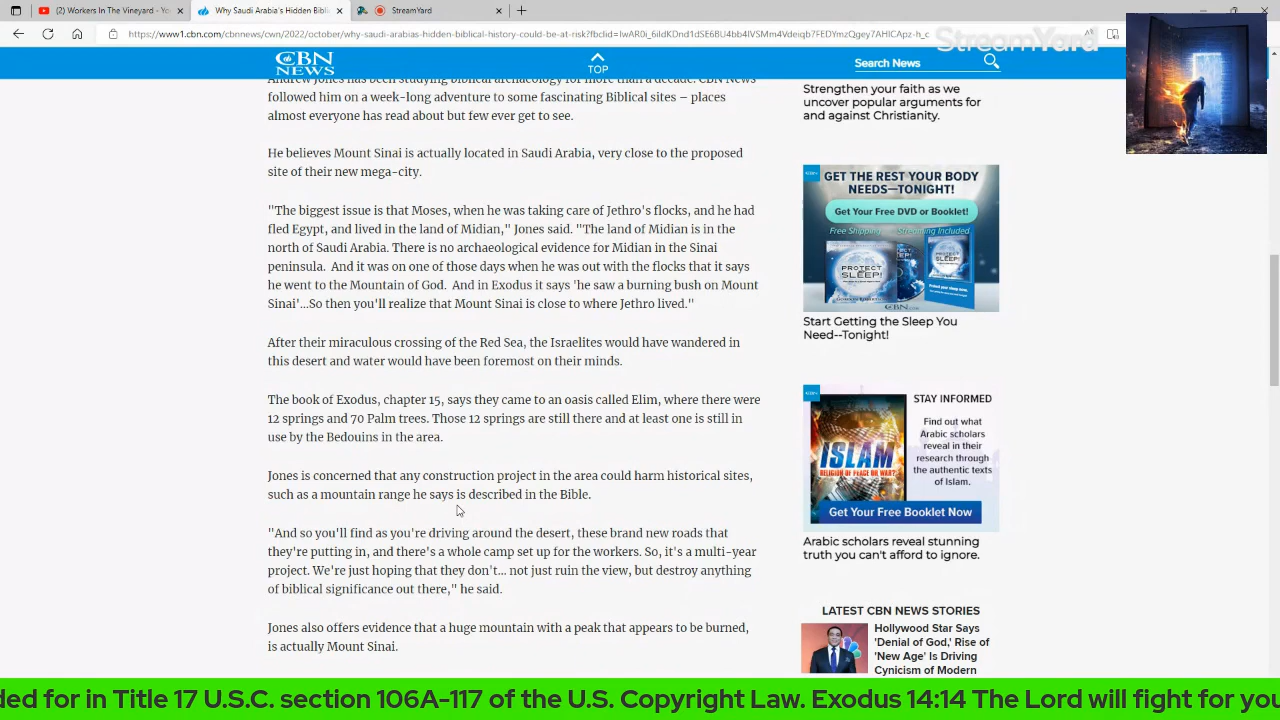 (2) Workers In The Vineyard - You
Why Saudi Arabia's Hidden Bibli
StreamYard
https://www1.cbn.com/cbnnews/cwn/2022/october/why-saudi-arabias-hidden-biblical-history-could-be-at-risk?fbclid=
StreamYard
CBN NEWS
TOP
Search News
Andrew Jones has been studying biblical archaeology for more than a decade. CBN News
followed him on a week-long adventure to some fascinating Biblical sites – places
almost everyone has read about but few ever get to see.
He believes Mount Sinai is actually located in Saudi Arabia, very close to the proposed
site of their new mega-city.
"The biggest issue is that Moses, when he was taking care of Jethro's flocks, and he had
fled Egypt, and lived in the land of Midian," Jones said. "The land of Midian is in the
north of Saudi Arabia. There is no archaeological evidence for Midian in the Sinai
peninsula.  And it was on one of those days when he was out with the flocks that it says
he went to the Mountain of God.  And in Exodus it says 'he saw a burning bush on Mount
Sinai'...So then you'll realize that Mount Sinai is close to where Jethro lived."
After their miraculous crossing of the Red Sea, the Israelites would have wandered in
this desert and water would have been foremost on their minds.
The book of Exodus, chapter 15, says they came to an oasis called Elim, where there were
12 springs and 70 Palm trees. Those 12 springs are still there and at least one is still in
use by the Bedouins in the area.
Jones is concerned that any construction project in the area could harm historical sites,
such as a mountain range he says is described in the Bible.
"And so you'll find as you're driving around the desert, these brand new roads that
they're putting in, and there's a whole camp set up for the workers. So, it's a multi-year
project. We're just hoping that they don't... not just ruin the view, but destroy anything
of biblical significance out there," he said.
Jones also offers evidence that a huge mountain with a peak that appears to be burned,
is actually Mount Sinai.
Strengthen your faith as we
uncover popular arguments for
and against Christianity.
GET THE REST YOUR BODY
NEEDS—TONIGHT!
Get Your Free DVD or Booklet!
Free Shipping
Streaming Included
PROTECT
SLEEP!
CBN.com
Start Getting the Sleep You
Need--Tonight!
STAY INFORMED
Find out what
Arabic scholars
reveal in their
research through
the authentic texts
of Islam.
ISLAM
RELIGION OF PEACE OR WAR?
Get Your Free Booklet Now
Arabic scholars reveal stunning
truth you can't afford to ignore.
LATEST CBN NEWS STORIES
Hollywood Star Says
'Denial of God,' Rise of
'New Age' Is Driving
Cynicism of Modern
ded for in Title 17 U.S.C. section 106A-117 of the U.S. Copyright Law. Exodus 14:14 The Lord will fight for you